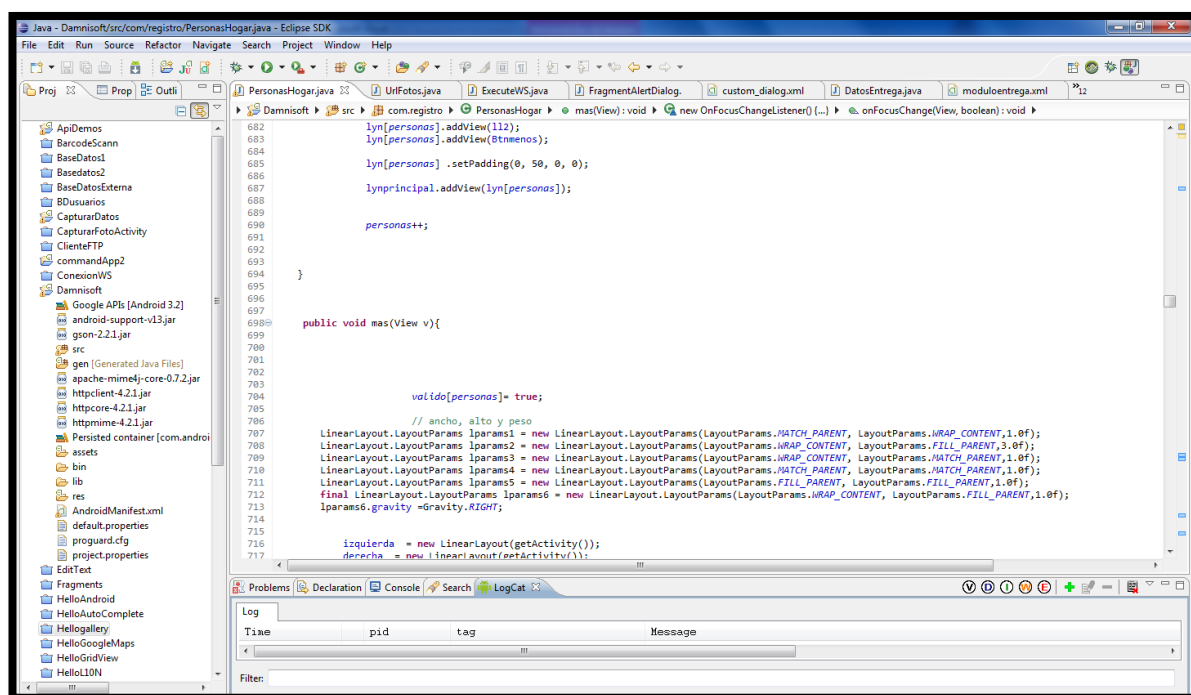 Java - Damnisoft/src/com/registro/PersonasHogar.java - Eclipse SDK
File Edit Run Source Refactor Navigate Search Project Window Help
Proj Prop Outli
PersonasHogar.java UrlFotos.java ExecuteWS.java FragmentAlertDialog. custom_dialog.xml DatosEntrega.java moduloentrega.xml »12
Damnisoft src com.registro PersonasHogar mas(View) : void new OnFocusChangeListener() {...} onFocusChange(View, boolean) : void
ApiDemos
BarcodeScann
BaseDatos1
Basedatos2
BaseDatosExterna
BDusuarios
CapturarDatos
CapturarFotoActivity
ClienteFTP
commandApp2
ConexionWS
Damnisoft
Google APIs [Android 3.2]
android-support-v13.jar
gson-2.2.1.jar
src
gen [Generated Java Files]
apache-mime4j-core-0.7.2.jar
httpclient-4.2.1.jar
httpcore-4.2.1.jar
httpmime-4.2.1.jar
Persisted container [com.androi
assets
bin
lib
res
AndroidManifest.xml
default.properties
proguard.cfg
project.properties
EditText
Fragments
HelloAndroid
HelloAutoComplete
Hellogallery
HelloGoogleMaps
HelloGridView
HelloL10N
682 lyn[personas].addView(ll2);
683 lyn[personas].addView(Btnmenos);
684
685 lyn[personas] .setPadding(0, 50, 0, 0);
686
687 lynprincipal.addView(lyn[personas]);
688
689
690 personas++;
691
692
693
694 }
695
696
697
698 public void mas(View v){
699
700
701
702
703
704 valido[personas]= true;
705
706 // ancho, alto y peso
707 LinearLayout.LayoutParams lparams1 = new LinearLayout.LayoutParams(LayoutParams.MATCH_PARENT, LayoutParams.WRAP_CONTENT,1.0f);
708 LinearLayout.LayoutParams lparams2 = new LinearLayout.LayoutParams(LayoutParams.WRAP_CONTENT, LayoutParams.FILL_PARENT,3.0f);
709 LinearLayout.LayoutParams lparams3 = new LinearLayout.LayoutParams(LayoutParams.WRAP_CONTENT, LayoutParams.MATCH_PARENT,1.0f);
710 LinearLayout.LayoutParams lparams4 = new LinearLayout.LayoutParams(LayoutParams.MATCH_PARENT, LayoutParams.MATCH_PARENT,1.0f);
711 LinearLayout.LayoutParams lparams5 = new LinearLayout.LayoutParams(LayoutParams.FILL_PARENT, LayoutParams.FILL_PARENT,1.0f);
712 final LinearLayout.LayoutParams lparams6 = new LinearLayout.LayoutParams(LayoutParams.WRAP_CONTENT, LayoutParams.FILL_PARENT,1.0f);
713 lparams6.gravity =Gravity.RIGHT;
714
715
716 izquierda = new LinearLayout(getActivity());
717 derecha = new LinearLayout(getActivity());
Problems Declaration Console Search LogCat V D I W E
Log
Time pid tag Message
Filter: